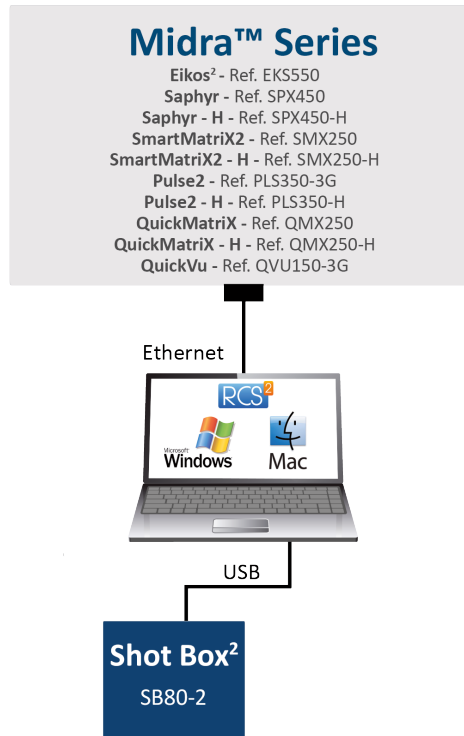 Midra™ Series
Eikos² - Ref. EKS550
Saphyr - Ref. SPX450
Saphyr - H - Ref. SPX450-H
SmartMatriX2 - Ref. SMX250
SmartMatriX2 - H - Ref. SMX250-H
Pulse2 - Ref. PLS350-3G
Pulse2 - H - Ref. PLS350-H
QuickMatriX - Ref. QMX250
QuickMatriX - H - Ref. QMX250-H
QuickVu - Ref. QVU150-3G
Ethernet
RCS²
Microsoft
Windows
Mac
USB
Shot Box²
SB80-2